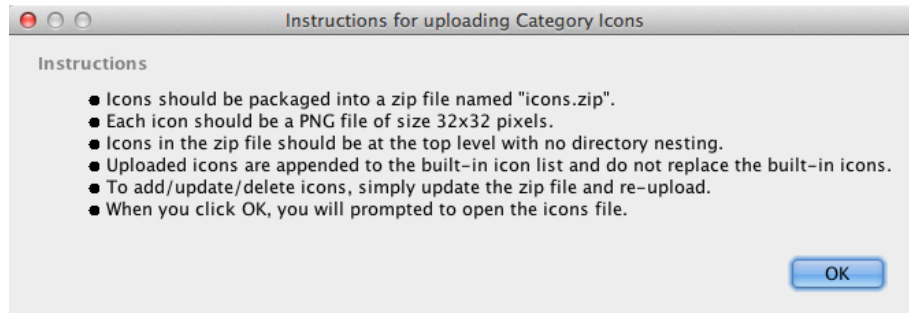 Instructions for uploading Category Icons
Instructions
● Icons should be packaged into a zip file named "icons.zip".
● Each icon should be a PNG file of size 32x32 pixels.
● Icons in the zip file should be at the top level with no directory nesting.
● Uploaded icons are appended to the built-in icon list and do not replace the built-in icons.
● To add/update/delete icons, simply update the zip file and re-upload.
● When you click OK, you will prompted to open the icons file.
OK